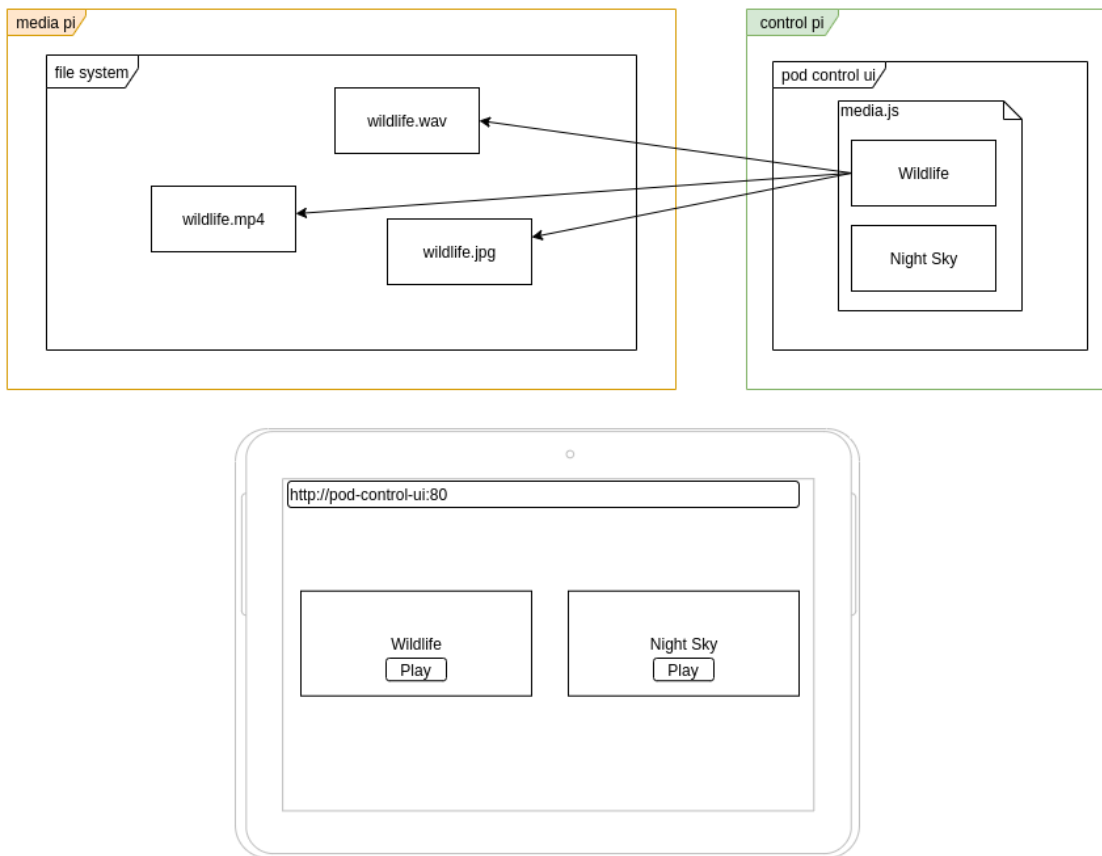 media pi
control pi
file system
pod control ui
media.js
wildlife.wav
Wildlife
wildlife.mp4
wildlife.jpg
Night Sky
http://pod-control-ui:80
Wildlife
Play
Night Sky
Play